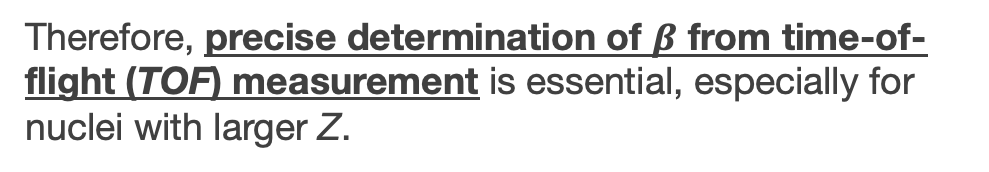 Therefore, precise determination of β from time-of-
flight (TOF) measurement is essential, especially for
nuclei with larger Z.